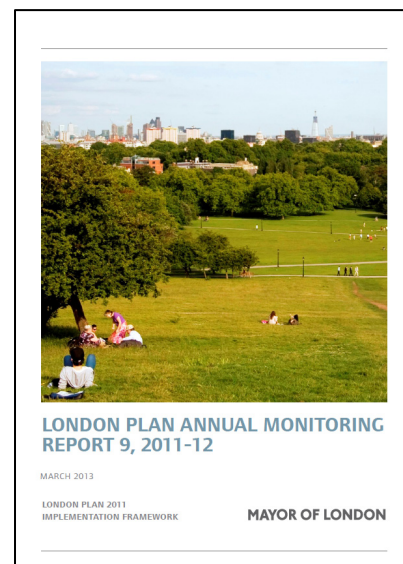 LONDON PLAN ANNUAL MONITORING
REPORT 9, 2011-12
MARCH 2013
LONDON PLAN 2011
IMPLEMENTATION FRAMEWORK
MAYOR OF LONDON